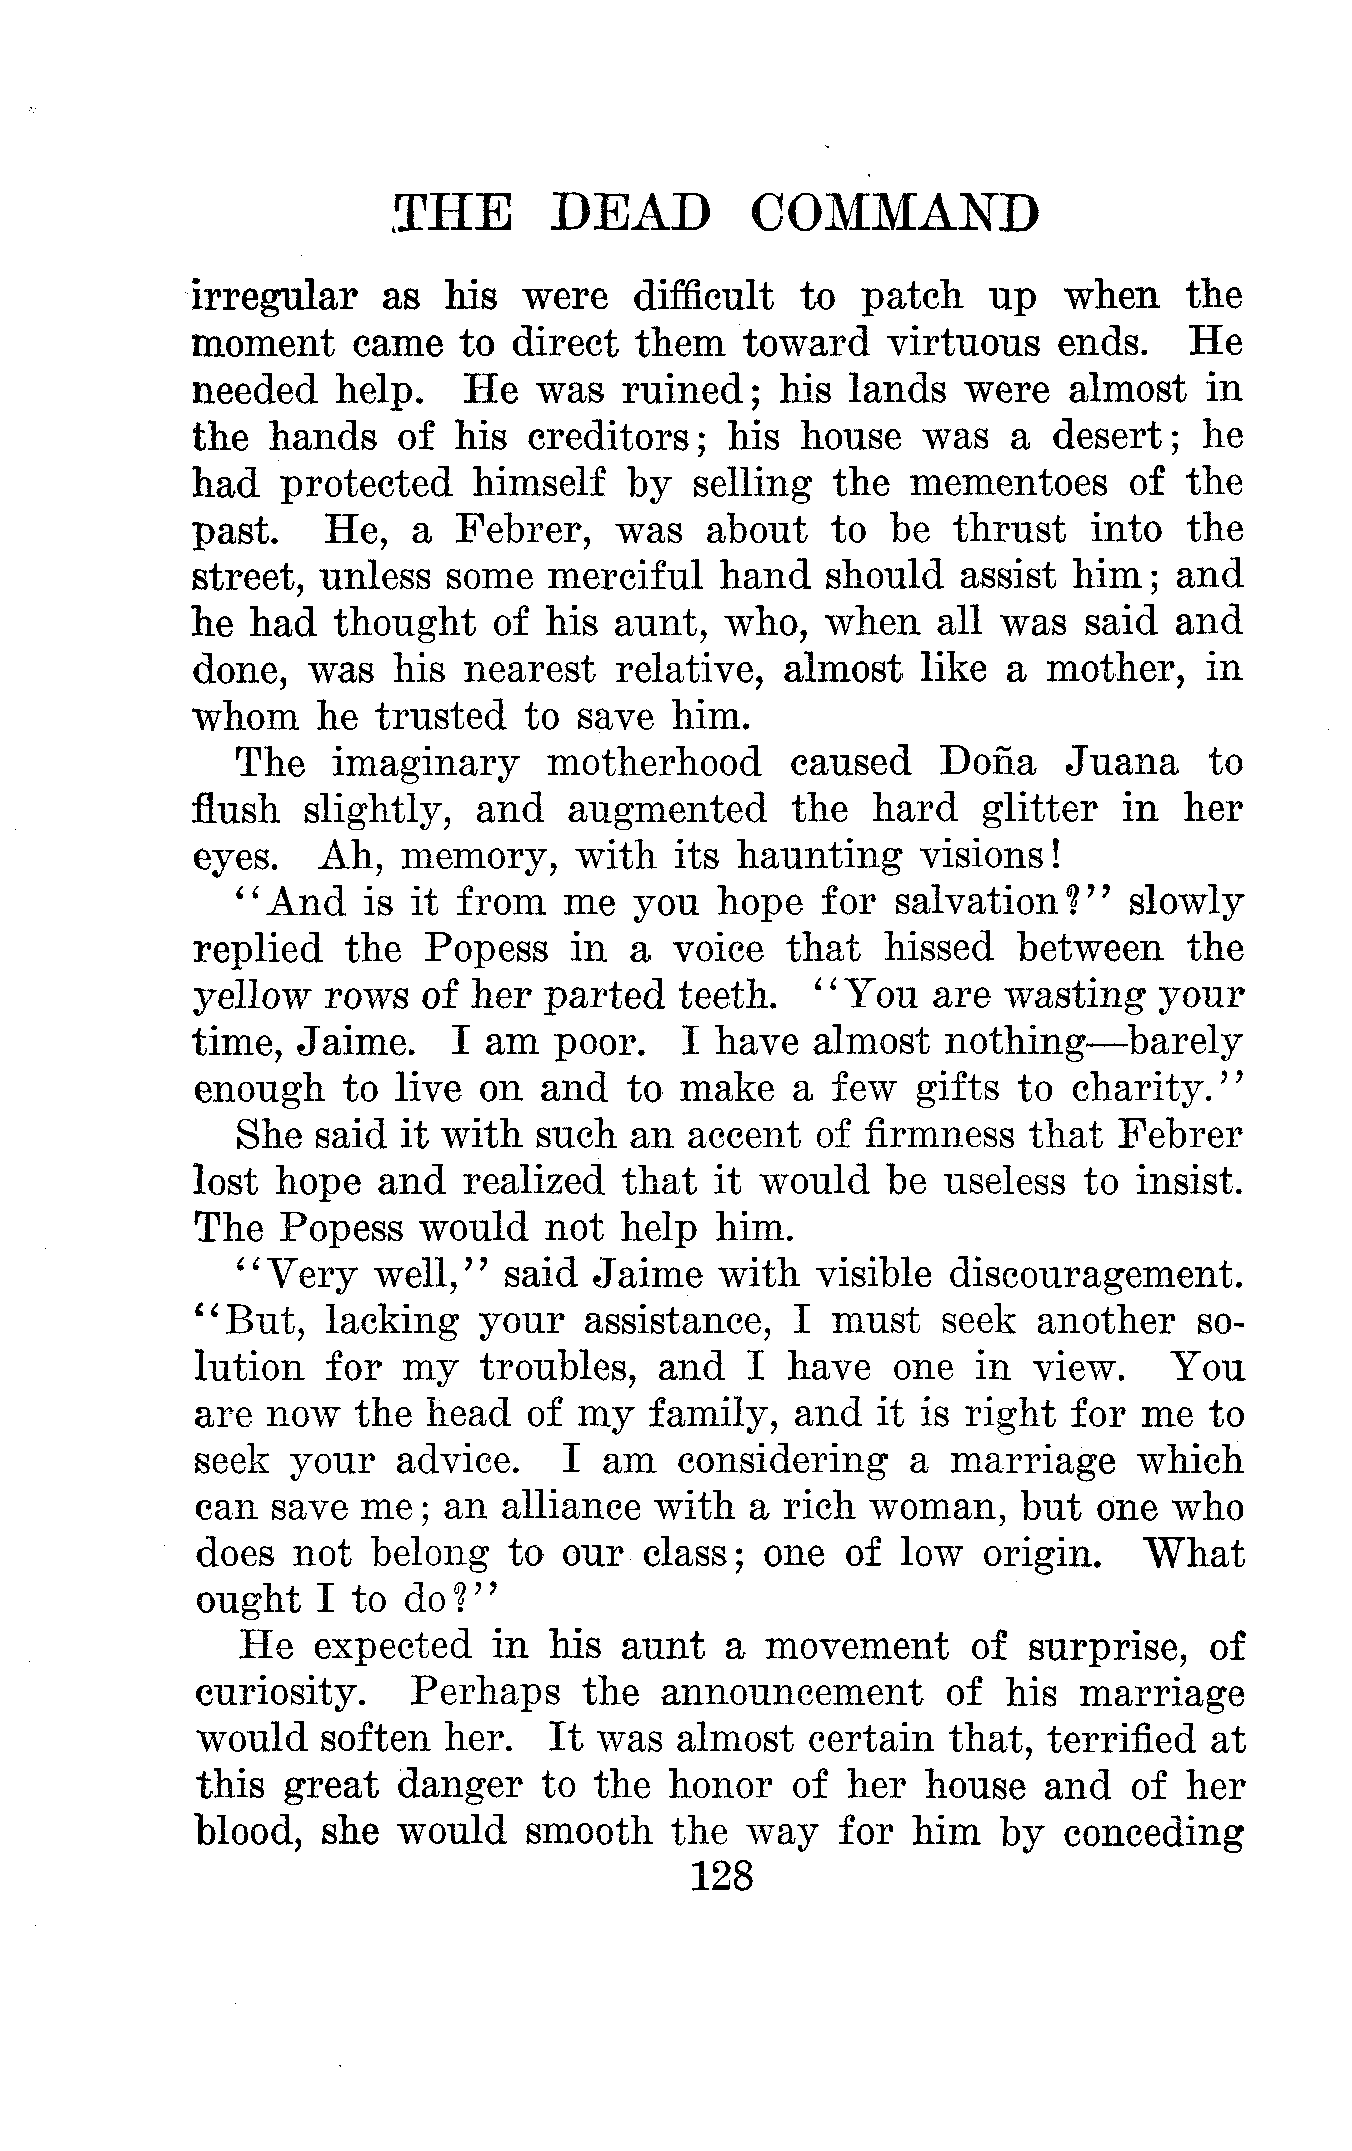 THE DEAD COMMAND
irregular as his were difficult to patch up when the
moment came to direct them toward virtuous ends. He
needed help. He was ruined; his lands were almost in
the hands of his creditors; his house was a desert; he
had protected himself by selling the mementoes of the
past. He, a Febrer, was about to be thrust into the
street, unless some merciful hand should assist him; and
he had thought of his aunt, who, when all was said and
done, was his nearest relative, almost like a mother, in
whom he trusted to save him.
The imaginary motherhood caused Doña Juana to
flush slightly, and augmented the hard glitter in her
eyes. Ah, memory, with its haunting visions!
"And is it from me you hope for salvation?" slowly
replied the Popess in a voice that hissed between the
yellow rows of her parted teeth. "You are wasting your
time, Jaime. I am poor. I have almost nothing—barely
enough to live on and to make a few gifts to charity."
She said it with such an accent of firmness that Febrer
lost hope and realized that it would be useless to insist.
The Popess would not help him.
"Very well," said Jaime with visible discouragement.
"But, lacking your assistance, I must seek another so-
lution for my troubles, and I have one in view. You
are now the head of my family, and it is right for me to
seek your advice. I am considering a marriage which
can save me; an alliance with a rich woman, but one who
does not belong to our class; one of low origin. What
ought I to do?"
He expected in his aunt a movement of surprise, of
curiosity. Perhaps the announcement of his marriage
would soften her. It was almost certain that, terrified at
this great danger to the honor of her house and of her
blood, she would smooth the way for him by conceding
128